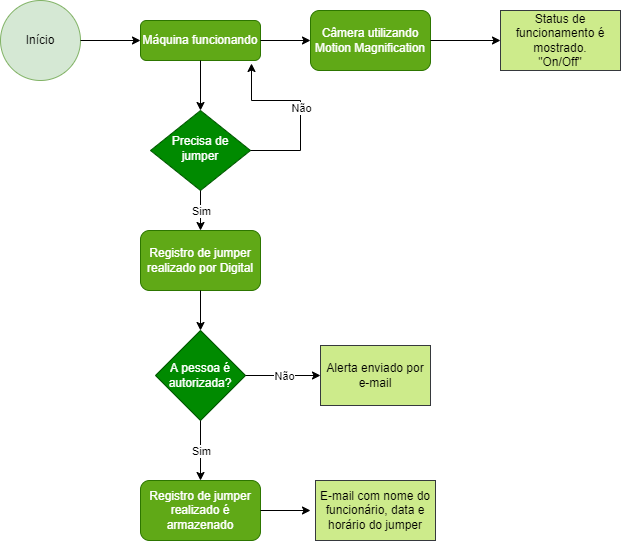 Início
Máquina funcionando
Câmera utilizando
Motion Magnification
Status de
funcionamento é
mostrado.
"On/Off"
Não
Precisa de
jumper
Sim
Registro de jumper
realizado por Digital
A pessoa é
autorizada?
Não
Alerta enviado por
e-mail
Sim
Registro de jumper
realizado é
armazenado
E-mail com nome do
funcionário, data e
horário do jumper